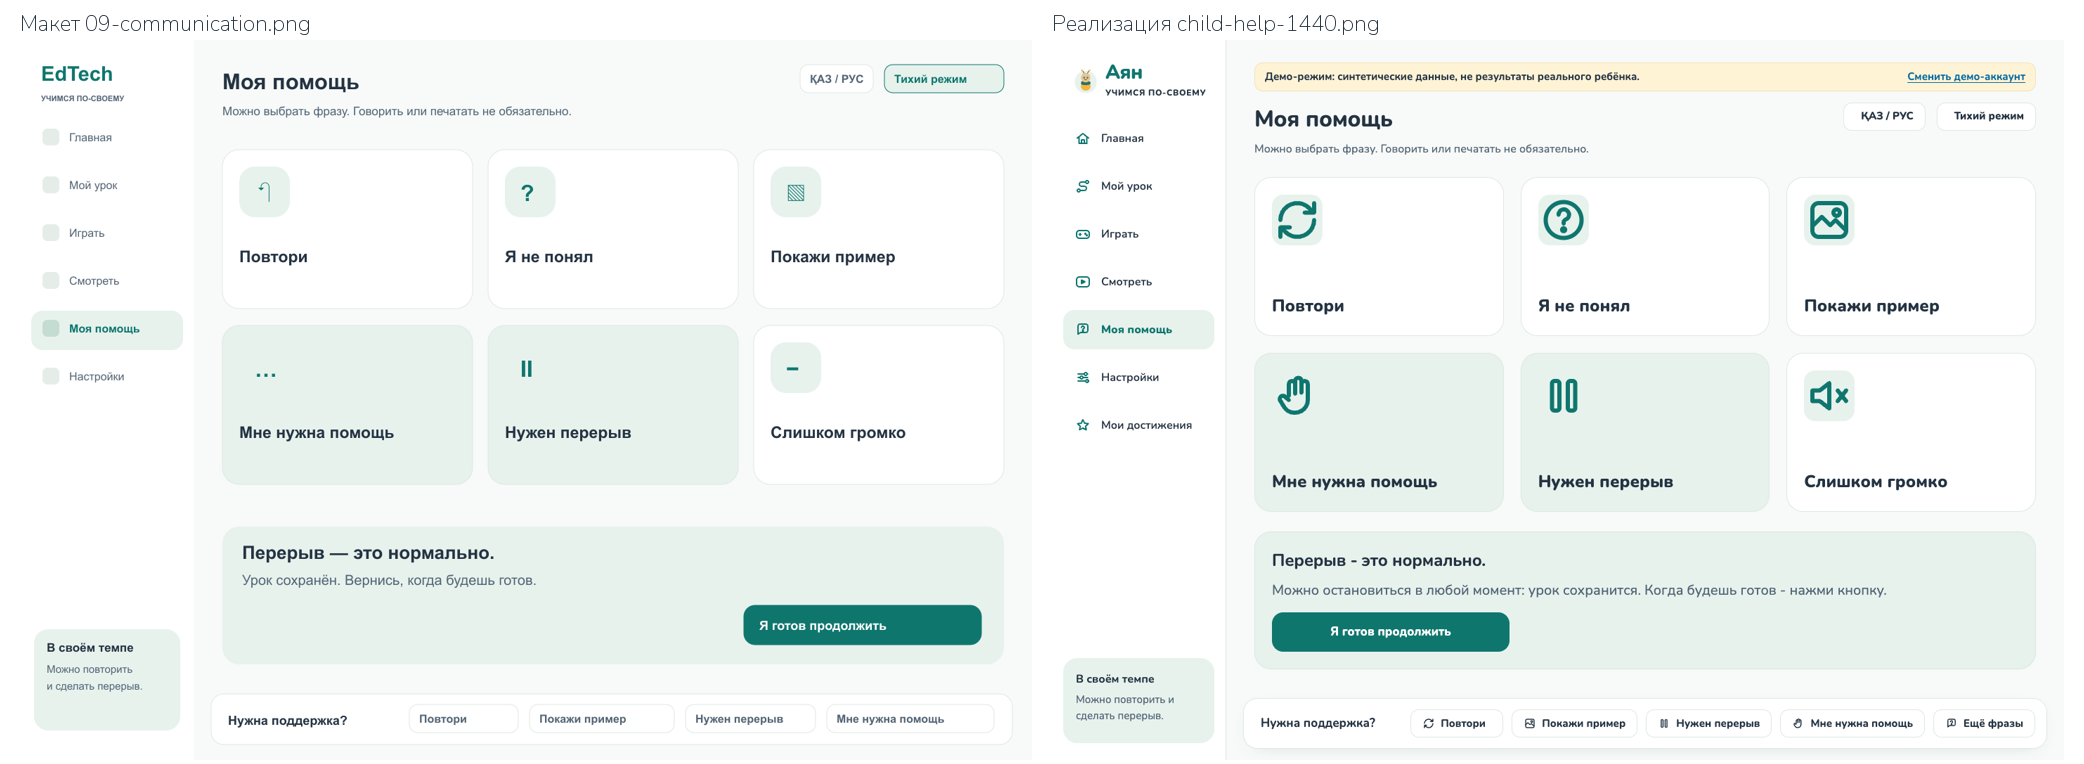 Макет 09-communication.png
EdTech
УЧИМСЯ ПО-СВОЕМУ
Главная
Мой урок
Играть
Смотреть
Моя помощь
Настройки
В своём темпе
Можно повторить
и сделать перерыв.
Моя помощь
Можно выбрать фразу. Говорить или печатать не обязательно.
ҚАЗ / РУС
Тихий режим
Повтори
?
Я не понял
Покажи пример
...
Мне нужна помощь
Нужен перерыв
Слишком громко
Перерыв — это нормально.
Урок сохранён. Вернись, когда будешь готов.
Я готов продолжить
Нужна поддержка?
Повтори
Покажи пример
Нужен перерыв
Мне нужна помощь
Реализация child-help-1440.png
Аян
УЧИМСЯ ПО-СВОЕМУ
Главная
Мой урок
Играть
Смотреть
Моя помощь
Настройки
Мои достижения
В своём темпе
Можно повторить и
сделать перерыв.
Демо-режим: синтетические данные, не результаты реального ребёнка.
Сменить демо-аккаунт
Моя помощь
Можно выбрать фразу. Говорить или печатать не обязательно.
ҚАЗ / РУС
Тихий режим
Повтори
Я не понял
Покажи пример
Мне нужна помощь
Нужен перерыв
Слишком громко
Перерыв - это нормально.
Можно остановиться в любой момент: урок сохранится. Когда будешь готов - нажми кнопку.
Я готов продолжить
Нужна поддержка?
Повтори
Покажи пример
Нужен перерыв
Мне нужна помощь
Ещё фразы